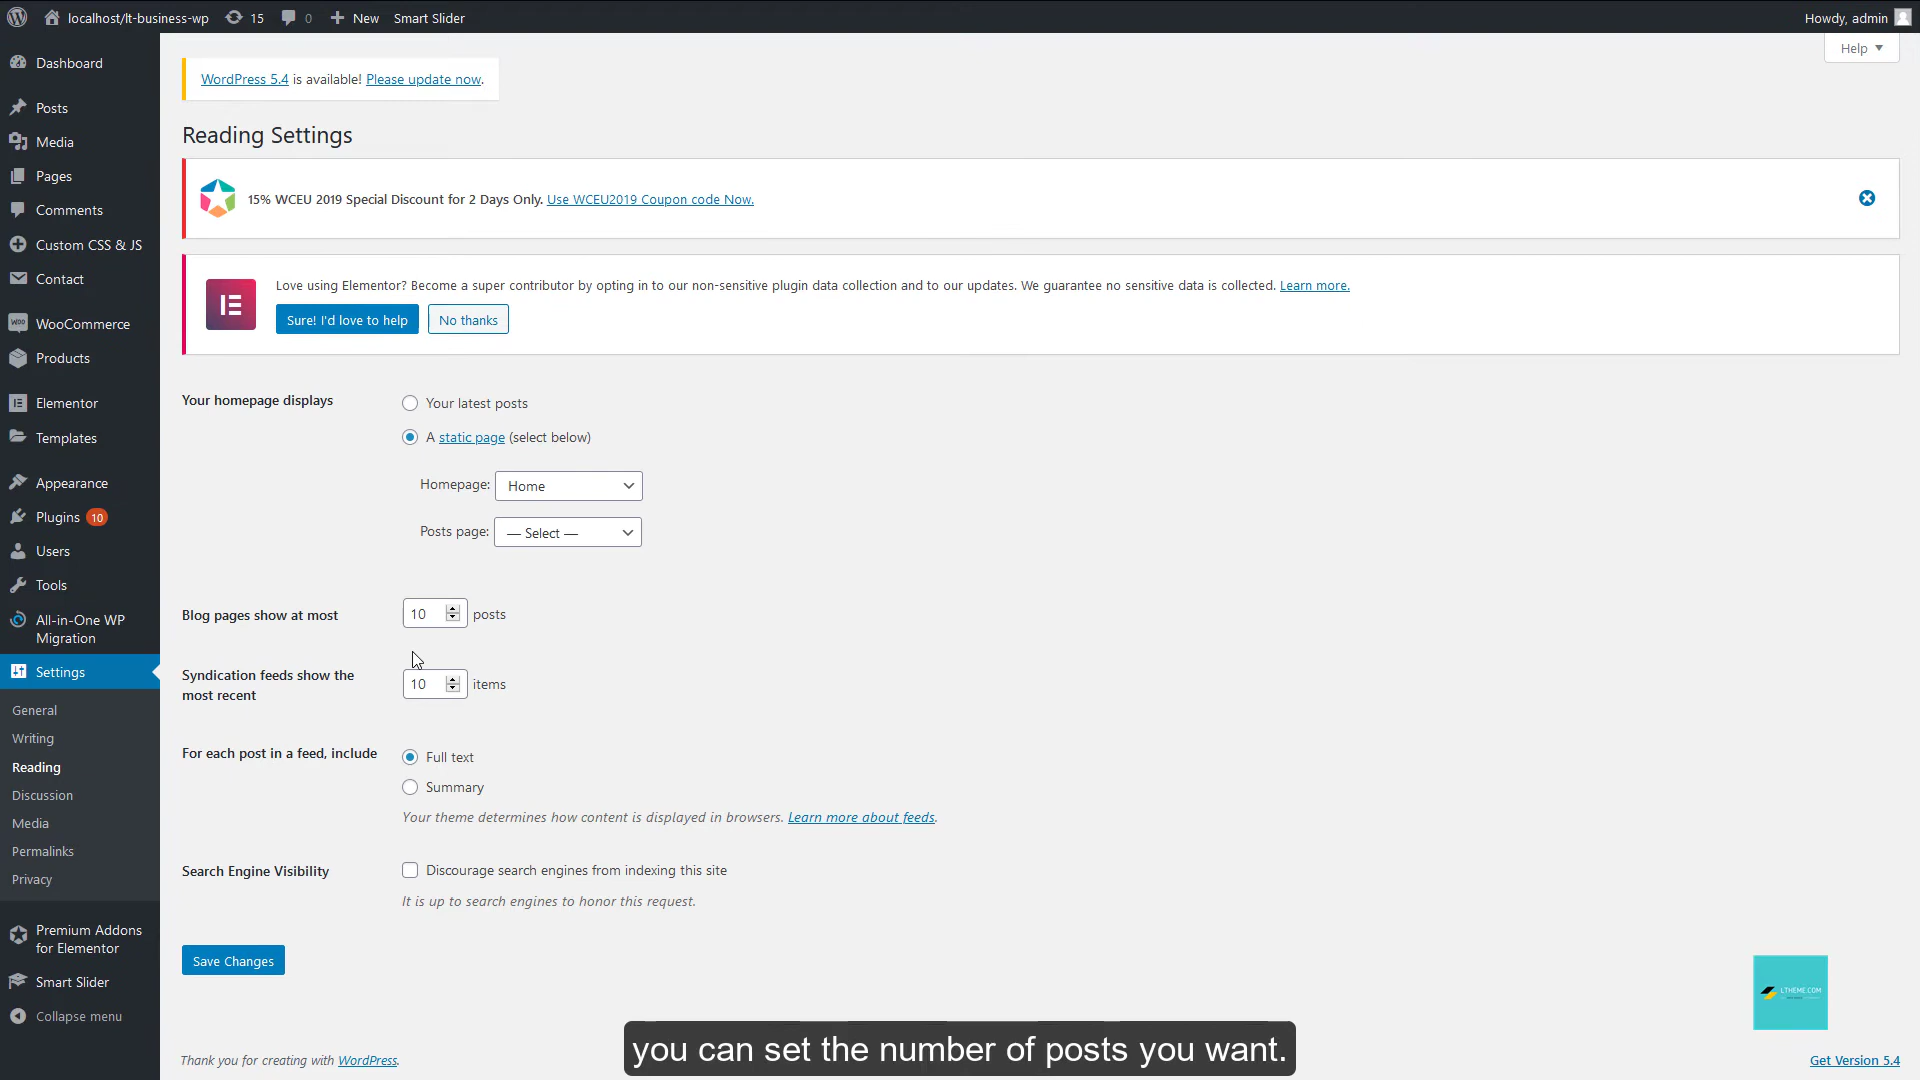 localhost/lt-business-wp 15 0 New Smart Slider Howdy, admin
Help
Dashboard
Posts
Media
Pages
Comments
Custom CSS & JS
Contact
WOO WooCommerce
Products
Elementor
Templates
Appearance
Plugins 10
Users
Tools
All-in-One WP
Migration
Settings
General
Writing
Reading
Discussion
Media
Permalinks
Privacy
Premium Addons
for Elementor
Smart Slider
Collapse menu
WordPress 5.4 is available! Please update now.
Reading Settings
15% WCEU 2019 Special Discount for 2 Days Only. Use WCEU2019 Coupon code Now.
Love using Elementor? Become a super contributor by opting in to our non-sensitive plugin data collection and to our updates. We guarantee no sensitive data is collected. Learn more.
Sure! I'd love to help No thanks
Your homepage displays
Your latest posts
A static page (select below)
Homepage: Home
Posts page: — Select —
Blog pages show at most 10 posts
Syndication feeds show the
most recent
10 items
For each post in a feed, include
Full text
Summary
Your theme determines how content is displayed in browsers. Learn more about feeds.
Search Engine Visibility
Discourage search engines from indexing this site
It is up to search engines to honor this request.
Save Changes
LTHEME.COM
you can set the number of posts you want.
Thank you for creating with WordPress.
Get Version 5.4